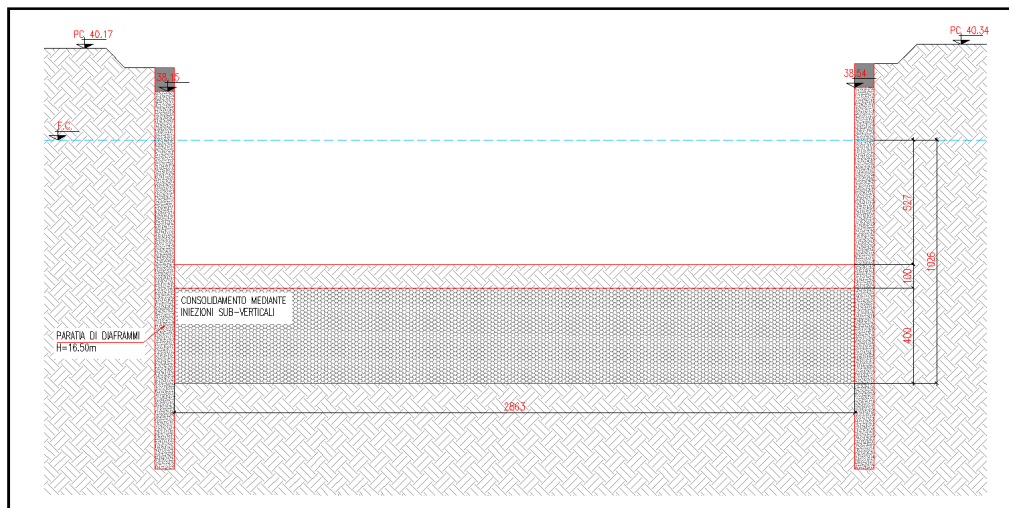 PC 40.17
PC 40.34
38.15
38.54
F.C.
527
100
1026
400
CONSOLIDAMENTO MEDIANTE
INIEZIONI SUB-VERTICALI
PARATIA DI DIAFRAMMI
H=16.50m
2863